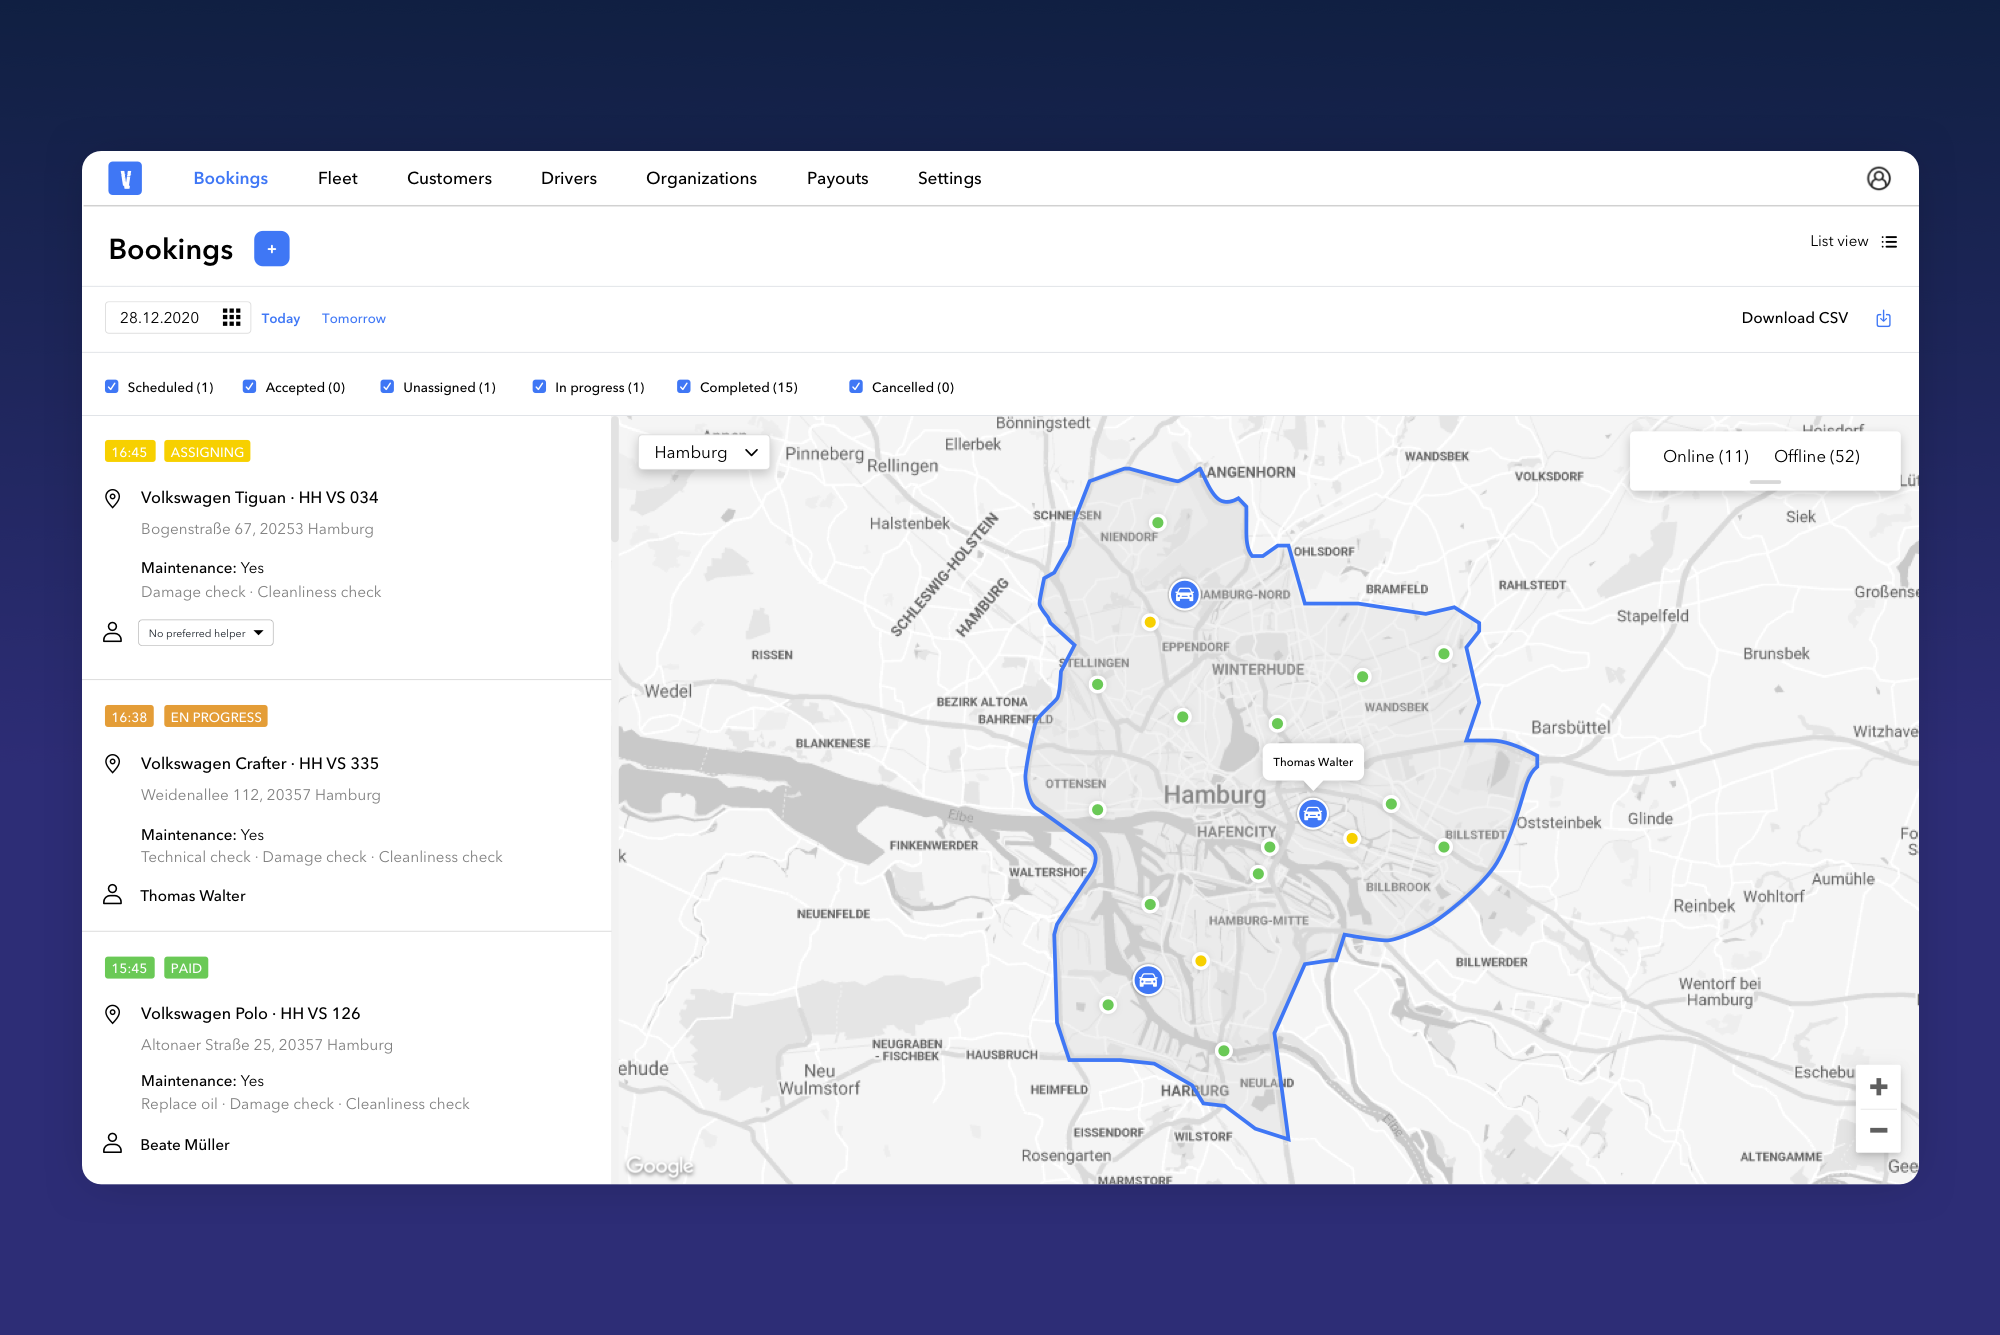 V
Bookings Fleet Customers Drivers Organizations Payouts Settings
Bookings +
List view
28.12.2020 Today Tomorrow
Download CSV
Scheduled (1) Accepted (0) Unassigned (1) In progress (1) Completed (15) Cancelled (0)
16:45 ASSIGNING
Volkswagen Tiguan · HH VS 034
Bogenstraße 67, 20253 Hamburg
Maintenance: Yes
Damage check · Cleanliness check
No preferred helper
16:38 EN PROGRESS
Volkswagen Crafter · HH VS 335
Weidenallee 112, 20357 Hamburg
Maintenance: Yes
Technical check · Damage check · Cleanliness check
Thomas Walter
15:45 PAID
Volkswagen Polo · HH VS 126
Altonaer Straße 25, 20357 Hamburg
Maintenance: Yes
Replace oil · Damage check · Cleanliness check
Beate Müller
Hamburg
Online (11) Offline (52)
Bönningstedt
Ellerbek
Pinneberg
Rellingen
ANGENHORN
WANDSBEK
VOLKSDORF
Halstenbek
SCHNELSEN
NIENDORF
Siek
SCHLESWIG-HOLSTEIN
HAMBURG
OHLSDORF
BRAMFELD
RAHLSTEDT
Großense
AMBURG-NORD
Stapelfeld
EPPENDORF
RISSEN
STELLINGEN
WINTERHUDE
Brunsbek
Wedel
BEZIRK ALTONA
BAHRENFELD
WANDSBEK
Barsbüttel
Witzhave
BLANKENESE
Thomas Walter
OTTENSEN
Hamburg
Elbe
HAFENCITY
BILLSTEDT
Oststeinbek
Glinde
FINKENWERDER
k
WALTERSHOF
BILLBROOK
Aumühle
Wohltorf
Reinbek
NEUENFELDE
HAMBURG-MITTE
BILLWERDER
Wentorf bei
Hamburg
NEUGRABEN
- FISCHBEK
HAUSBRUCH
ehude
Neu
Wulmstorf
HEIMFELD
HARBURG
NEULAND
Eschebu
+
−
Elbe
EISSENDORF
WILSTORF
Rosengarten
ALTENGAMME
Gee
MARMSTORF
Google